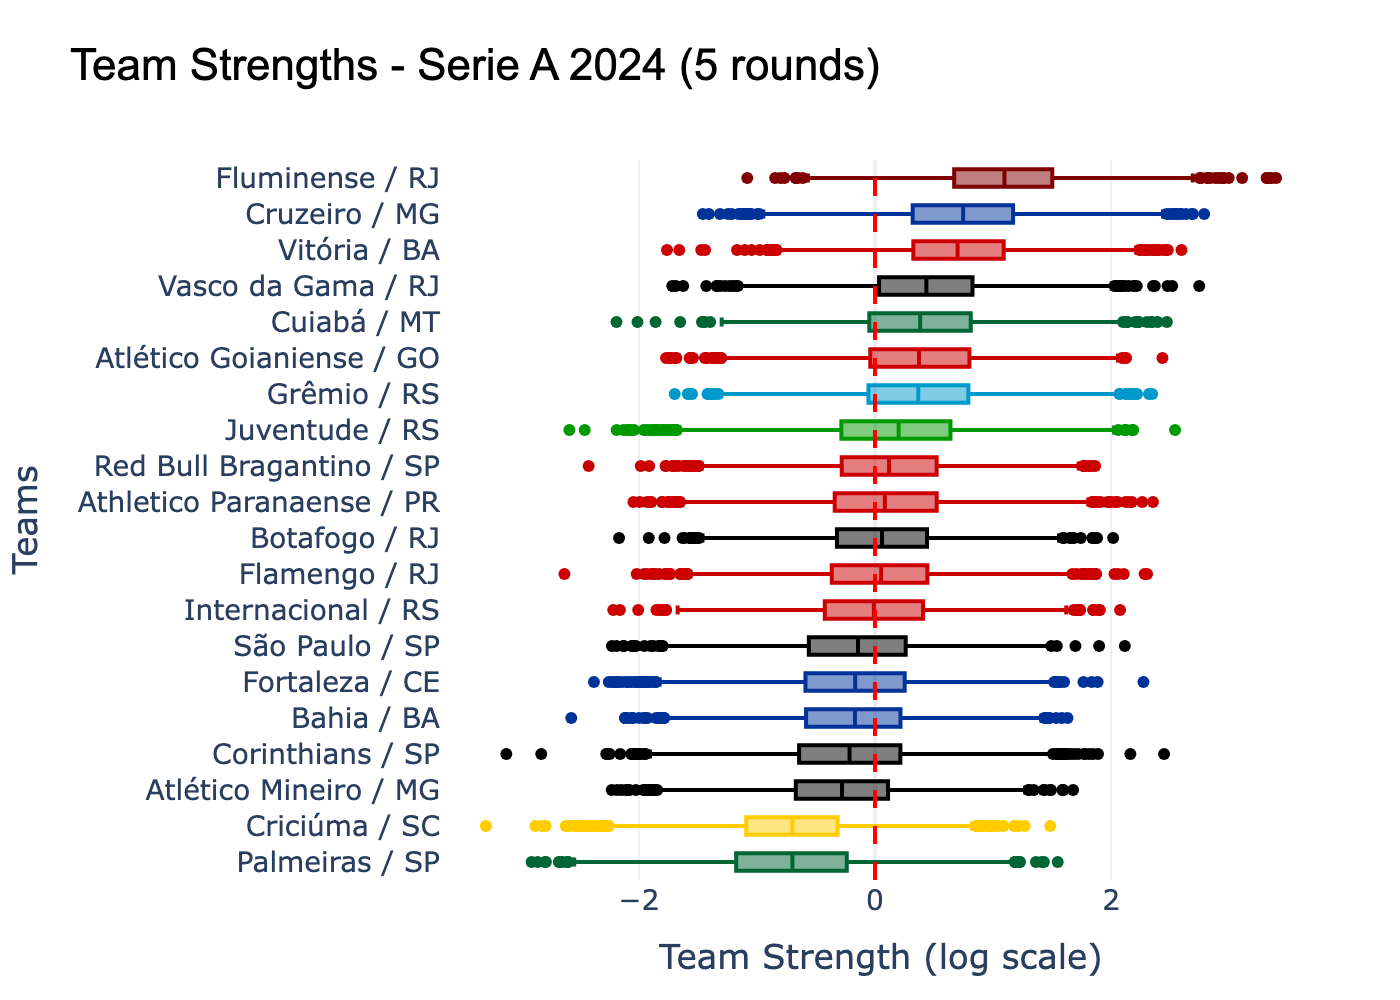 Team Strengths - Serie A 2024 (5 rounds)
Teams
Fluminense / RJ
Cruzeiro / MG
Vitória / BA
Vasco da Gama / RJ
Cuiabá / MT
Atlético Goianiense / GO
Grêmio / RS
Juventude / RS
Red Bull Bragantino / SP
Athletico Paranaense / PR
Botafogo / RJ
Flamengo / RJ
Internacional / RS
São Paulo / SP
Fortaleza / CE
Bahia / BA
Corinthians / SP
Atlético Mineiro / MG
Criciúma / SC
Palmeiras / SP
−2 0 2
Team Strength (log scale)